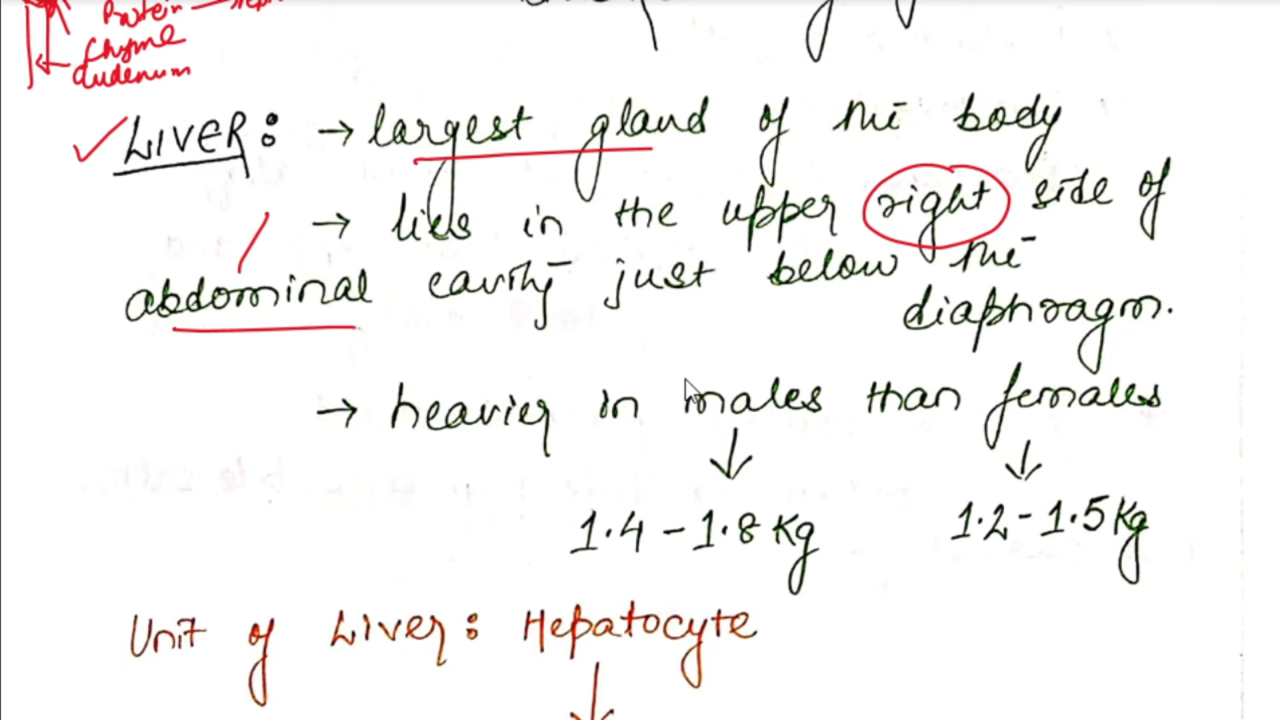 Protein
Chyme
dudenum
LIVER: → largest gland of the body
→ lies in the upper right side of
abdominal cavity just below the
diaphragm.
→ heavier in males than females
↓ ↓
1.4 - 1.8 Kg 1.2 - 1.5 Kg
Unit of Liver: Hepatocyte
↓